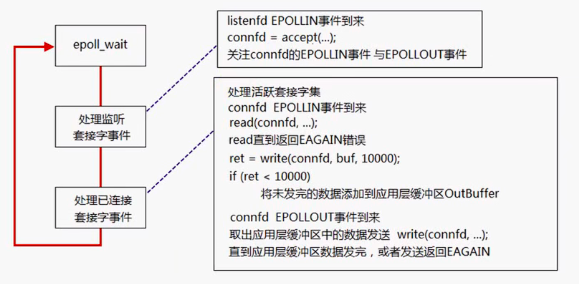 epoll_wait
处理监听
套接字事件
处理已连接
套接字事件
listenfd EPOLLIN事件到来
connfd = accept(...);
关注connfd的EPOLLIN事件 与EPOLLOUT事件
处理活跃套接字集
connfd EPOLLIN事件到来
read(connfd, ...);
read直到返回EAGAIN错误
ret = write(connfd, buf, 10000);
if (ret < 10000)
将未发完的数据添加到应用层缓冲区OutBuffer
connfd EPOLLOUT事件到来
取出应用层缓冲区中的数据发送 write(connfd, ...);
直到应用层缓冲区数据发完，或者发送返回EAGAIN